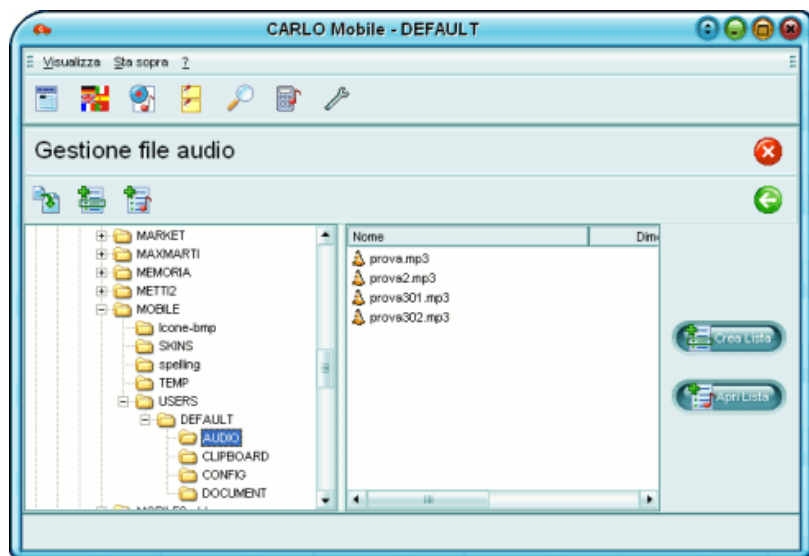 CARLO Mobile - DEFAULT
Visualizza Sta sopra ?
Gestione file audio
MARKET
MAXMARTI
MEMORIA
METTI2
MOBILE
Icone-bmp
SKINS
spelling
TEMP
USERS
DEFAULT
AUDIO
CLIPBOARD
CONFIG
DOCUMENT
Nome Dime
prova.mp3
prova2.mp3
prova301.mp3
prova302.mp3
Crea Lista
Apri Lista